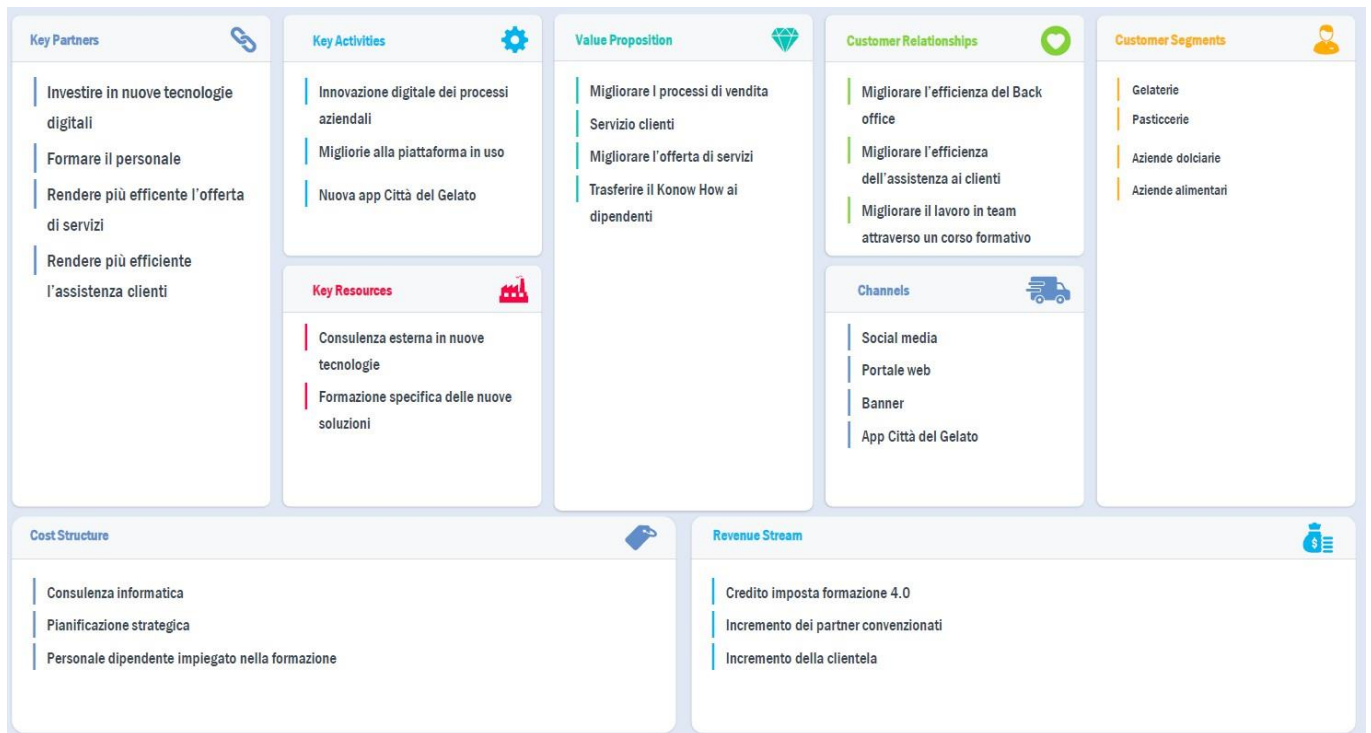 Key Partners
Investire in nuove tecnologie
digitali
Formare il personale
Rendere più efficente l'offerta
di servizi
Rendere più efficiente
l'assistenza clienti
Key Activities
Innovazione digitale dei processi
aziendali
Migliorie alla piattaforma in uso
Nuova app Città del Gelato
Key Resources
Consulenza esterna in nuove
tecnologie
Formazione specifica delle nuove
soluzioni
Value Proposition
Migliorare I processi di vendita
Servizio clienti
Migliorare l'offerta di servizi
Trasferire il Konow How ai
dipendenti
Customer Relationships
Migliorare l'efficienza del Back
office
Migliorare l'efficienza
dell'assistenza ai clienti
Migliorare il lavoro in team
attraverso un corso formativo
Channels
Social media
Portale web
Banner
App Città del Gelato
Customer Segments
Gelaterie
Pasticcerie
Aziende dolciarie
Aziende alimentari
Cost Structure
Consulenza informatica
Pianificazione strategica
Personale dipendente impiegato nella formazione
Revenue Stream
$
Credito imposta formazione 4.0
Incremento dei partner convenzionati
Incremento della clientela